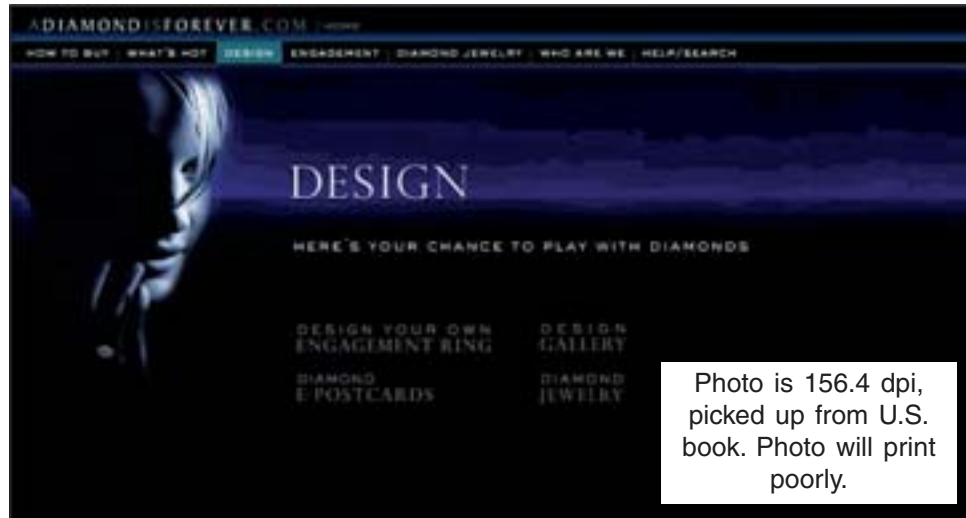 ADIAMONDISFOREVER.COM | HOME
HOW TO BUY | WHAT'S HOT | DESIGN | ENGAGEMENT | DIAMOND JEWELRY | WHO ARE WE | HELP/SEARCH
DESIGN
HERE'S YOUR CHANCE TO PLAY WITH DIAMONDS
DESIGN YOUR OWN
ENGAGEMENT RING
DESIGN
GALLERY
DIAMOND
E-POSTCARDS
DIAMOND
JEWELRY
Photo is 156.4 dpi,
picked up from U.S.
book. Photo will print
poorly.